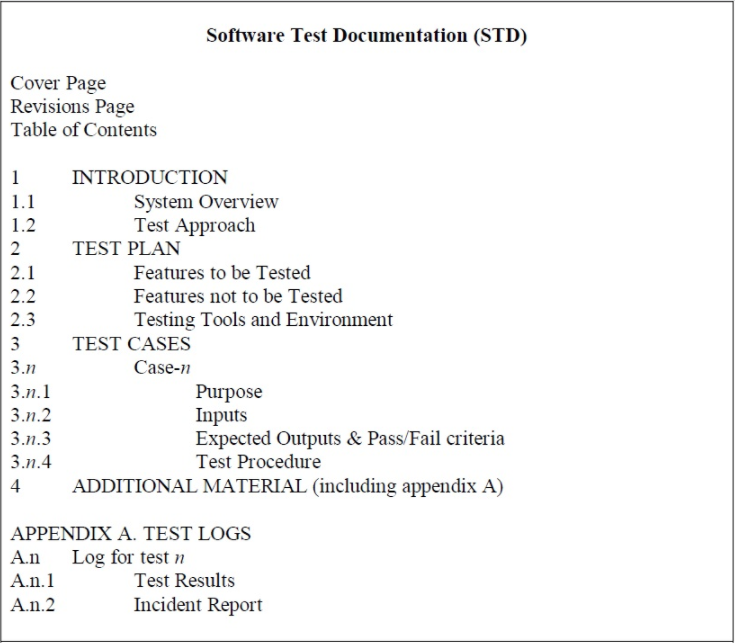 Software Test Documentation (STD)
Cover Page
Revisions Page
Table of Contents
1 INTRODUCTION
1.1 System Overview
1.2 Test Approach
2 TEST PLAN
2.1 Features to be Tested
2.2 Features not to be Tested
2.3 Testing Tools and Environment
3 TEST CASES
3.n Case-n
3.n.1 Purpose
3.n.2 Inputs
3.n.3 Expected Outputs & Pass/Fail criteria
3.n.4 Test Procedure
4 ADDITIONAL MATERIAL (including appendix A)
APPENDIX A. TEST LOGS
A.n Log for test n
A.n.1 Test Results
A.n.2 Incident Report